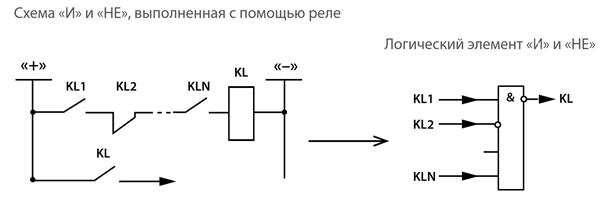 Схема «И» и «НЕ», выполненная с помощью реле
Логический элемент «И» и «НЕ»
«+»
KL1
KL2
KLN
KL
«–»
KL
KL1
KL2
KLN
&
KL